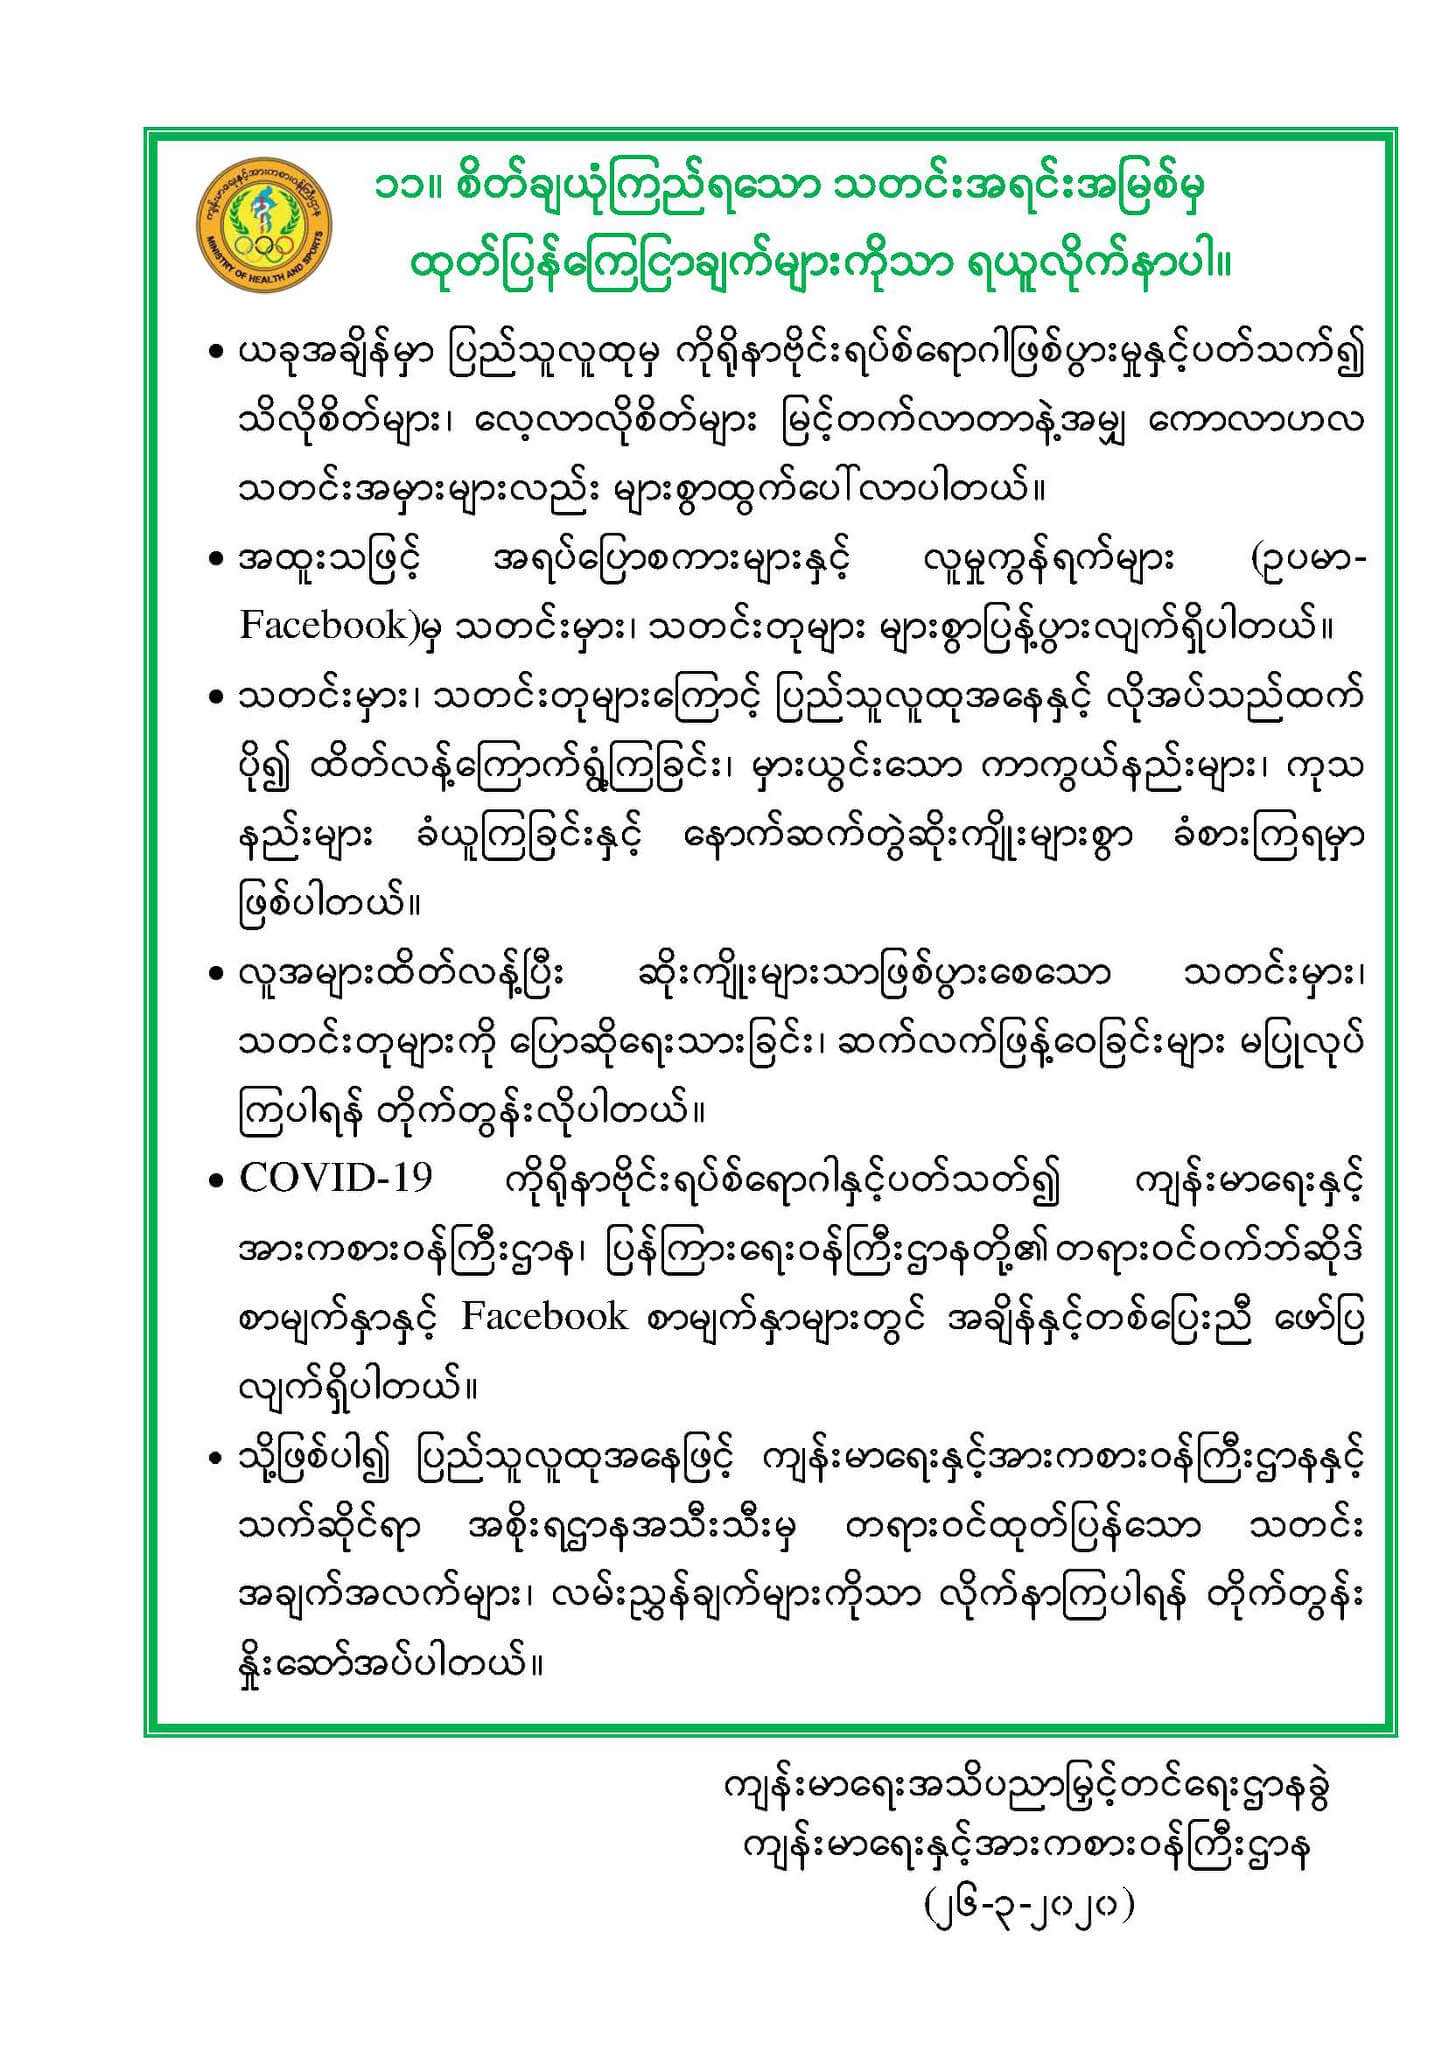 ကျန်းမာရေးနှင့်အားကစားဝန်ကြီးဌာန
MINISTRY OF HEALTH AND SPORTS
၁၁။ စိတ်ချယုံကြည်ရသော သတင်းအရင်းအမြစ်မှ
ထုတ်ပြန်ကြေငြာချက်များကိုသာ ရယူလိုက်နာပါ။
• ယခုအချိန်မှာ ပြည်သူလူထုမှ ကိုရိုနာဗိုင်းရပ်စ်ရောဂါဖြစ်ပွားမှုနှင့်ပတ်သက်၍
သိလိုစိတ်များ၊ လေ့လာလိုစိတ်များ မြင့်တက်လာတာနဲ့အမျှ ကောလာဟလ
သတင်းအမှားများလည်း များစွာထွက်ပေါ်လာပါတယ်။
• အထူးသဖြင့် အရပ်ပြောစကားများနှင့် လူမှုကွန်ရက်များ (ဥပမာ-
Facebook)မှ သတင်းမှား၊ သတင်းတုများ များစွာပြန့်ပွားလျက်ရှိပါတယ်။
• သတင်းမှား၊ သတင်းတုများကြောင့် ပြည်သူလူထုအနေနှင့် လိုအပ်သည်ထက်
ပို၍ ထိတ်လန့်ကြောက်ရွံ့ကြခြင်း၊ မှားယွင်းသော ကာကွယ်နည်းများ၊ ကုသ
နည်းများ ခံယူကြခြင်းနှင့် နောက်ဆက်တွဲဆိုးကျိုးများစွာ ခံစားကြရမှာ
ဖြစ်ပါတယ်။
• လူအများထိတ်လန့်ပြီး ဆိုးကျိုးများသာဖြစ်ပွားစေသော သတင်းမှား၊
သတင်းတုများကို ပြောဆိုရေးသားခြင်း၊ ဆက်လက်ဖြန့်ဝေခြင်းများ မပြုလုပ်
ကြပါရန် တိုက်တွန်းလိုပါတယ်။
• COVID-19 ကိုရိုနာဗိုင်းရပ်စ်ရောဂါနှင့်ပတ်သတ်၍ ကျန်းမာရေးနှင့်
အားကစားဝန်ကြီးဌာန၊ ပြန်ကြားရေးဝန်ကြီးဌာနတို့၏ တရားဝင်ဝက်ဘ်ဆိုဒ်
စာမျက်နှာနှင့် Facebook စာမျက်နှာများတွင် အချိန်နှင့်တစ်ပြေးညီ ဖော်ပြ
လျက်ရှိပါတယ်။
• သို့ဖြစ်ပါ၍ ပြည်သူလူထုအနေဖြင့် ကျန်းမာရေးနှင့်အားကစားဝန်ကြီးဌာနနှင့်
သက်ဆိုင်ရာ အစိုးရဌာနအသီးသီးမှ တရားဝင်ထုတ်ပြန်သော သတင်း
အချက်အလက်များ၊ လမ်းညွှန်ချက်များကိုသာ လိုက်နာကြပါရန် တိုက်တွန်း
နှိုးဆော်အပ်ပါတယ်။
ကျန်းမာရေးအသိပညာမြှင့်တင်ရေးဌာနခွဲ
ကျန်းမာရေးနှင့်အားကစားဝန်ကြီးဌာန
(၂၆-၃-၂၀၂၀)